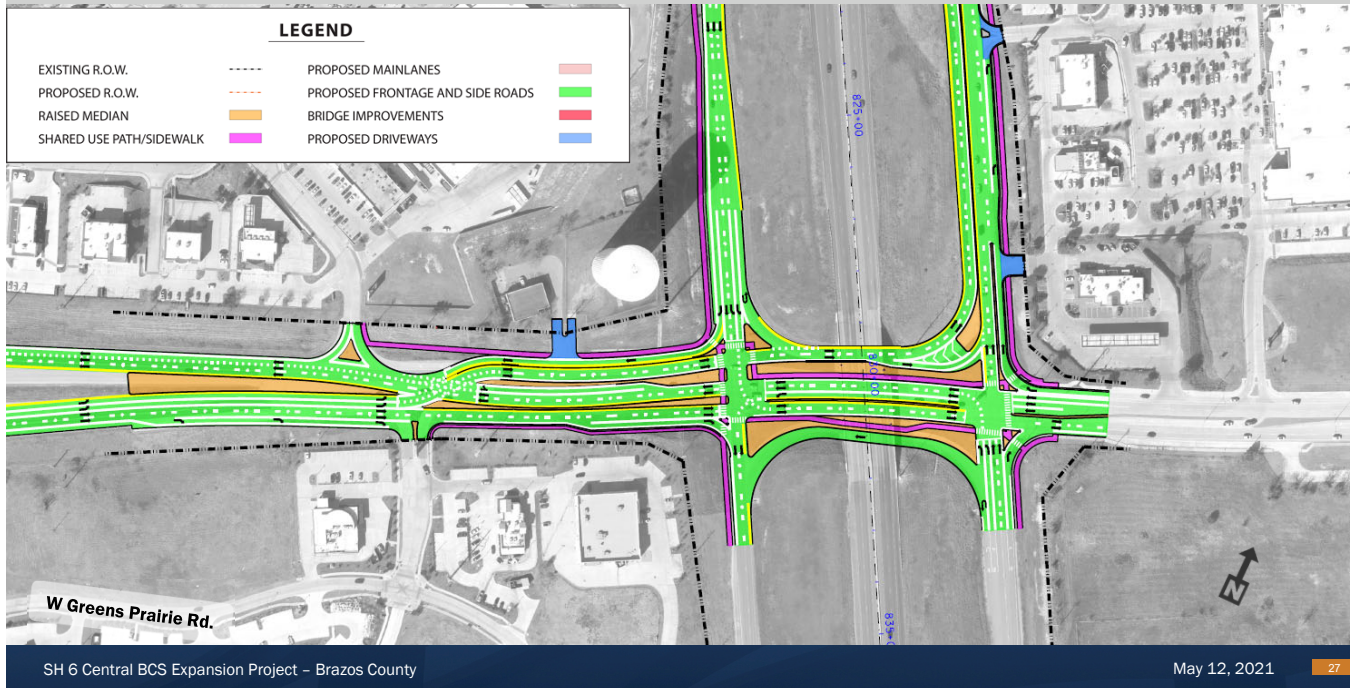 LEGEND
EXISTING R.O.W.
PROPOSED R.O.W.
RAISED MEDIAN
SHARED USE PATH/SIDEWALK
PROPOSED MAINLANES
PROPOSED FRONTAGE AND SIDE ROADS
BRIDGE IMPROVEMENTS
PROPOSED DRIVEWAYS
825+00
830+00
W Greens Prairie Rd.
N
SH 6 Central BCS Expansion Project – Brazos County
May 12, 2021
27